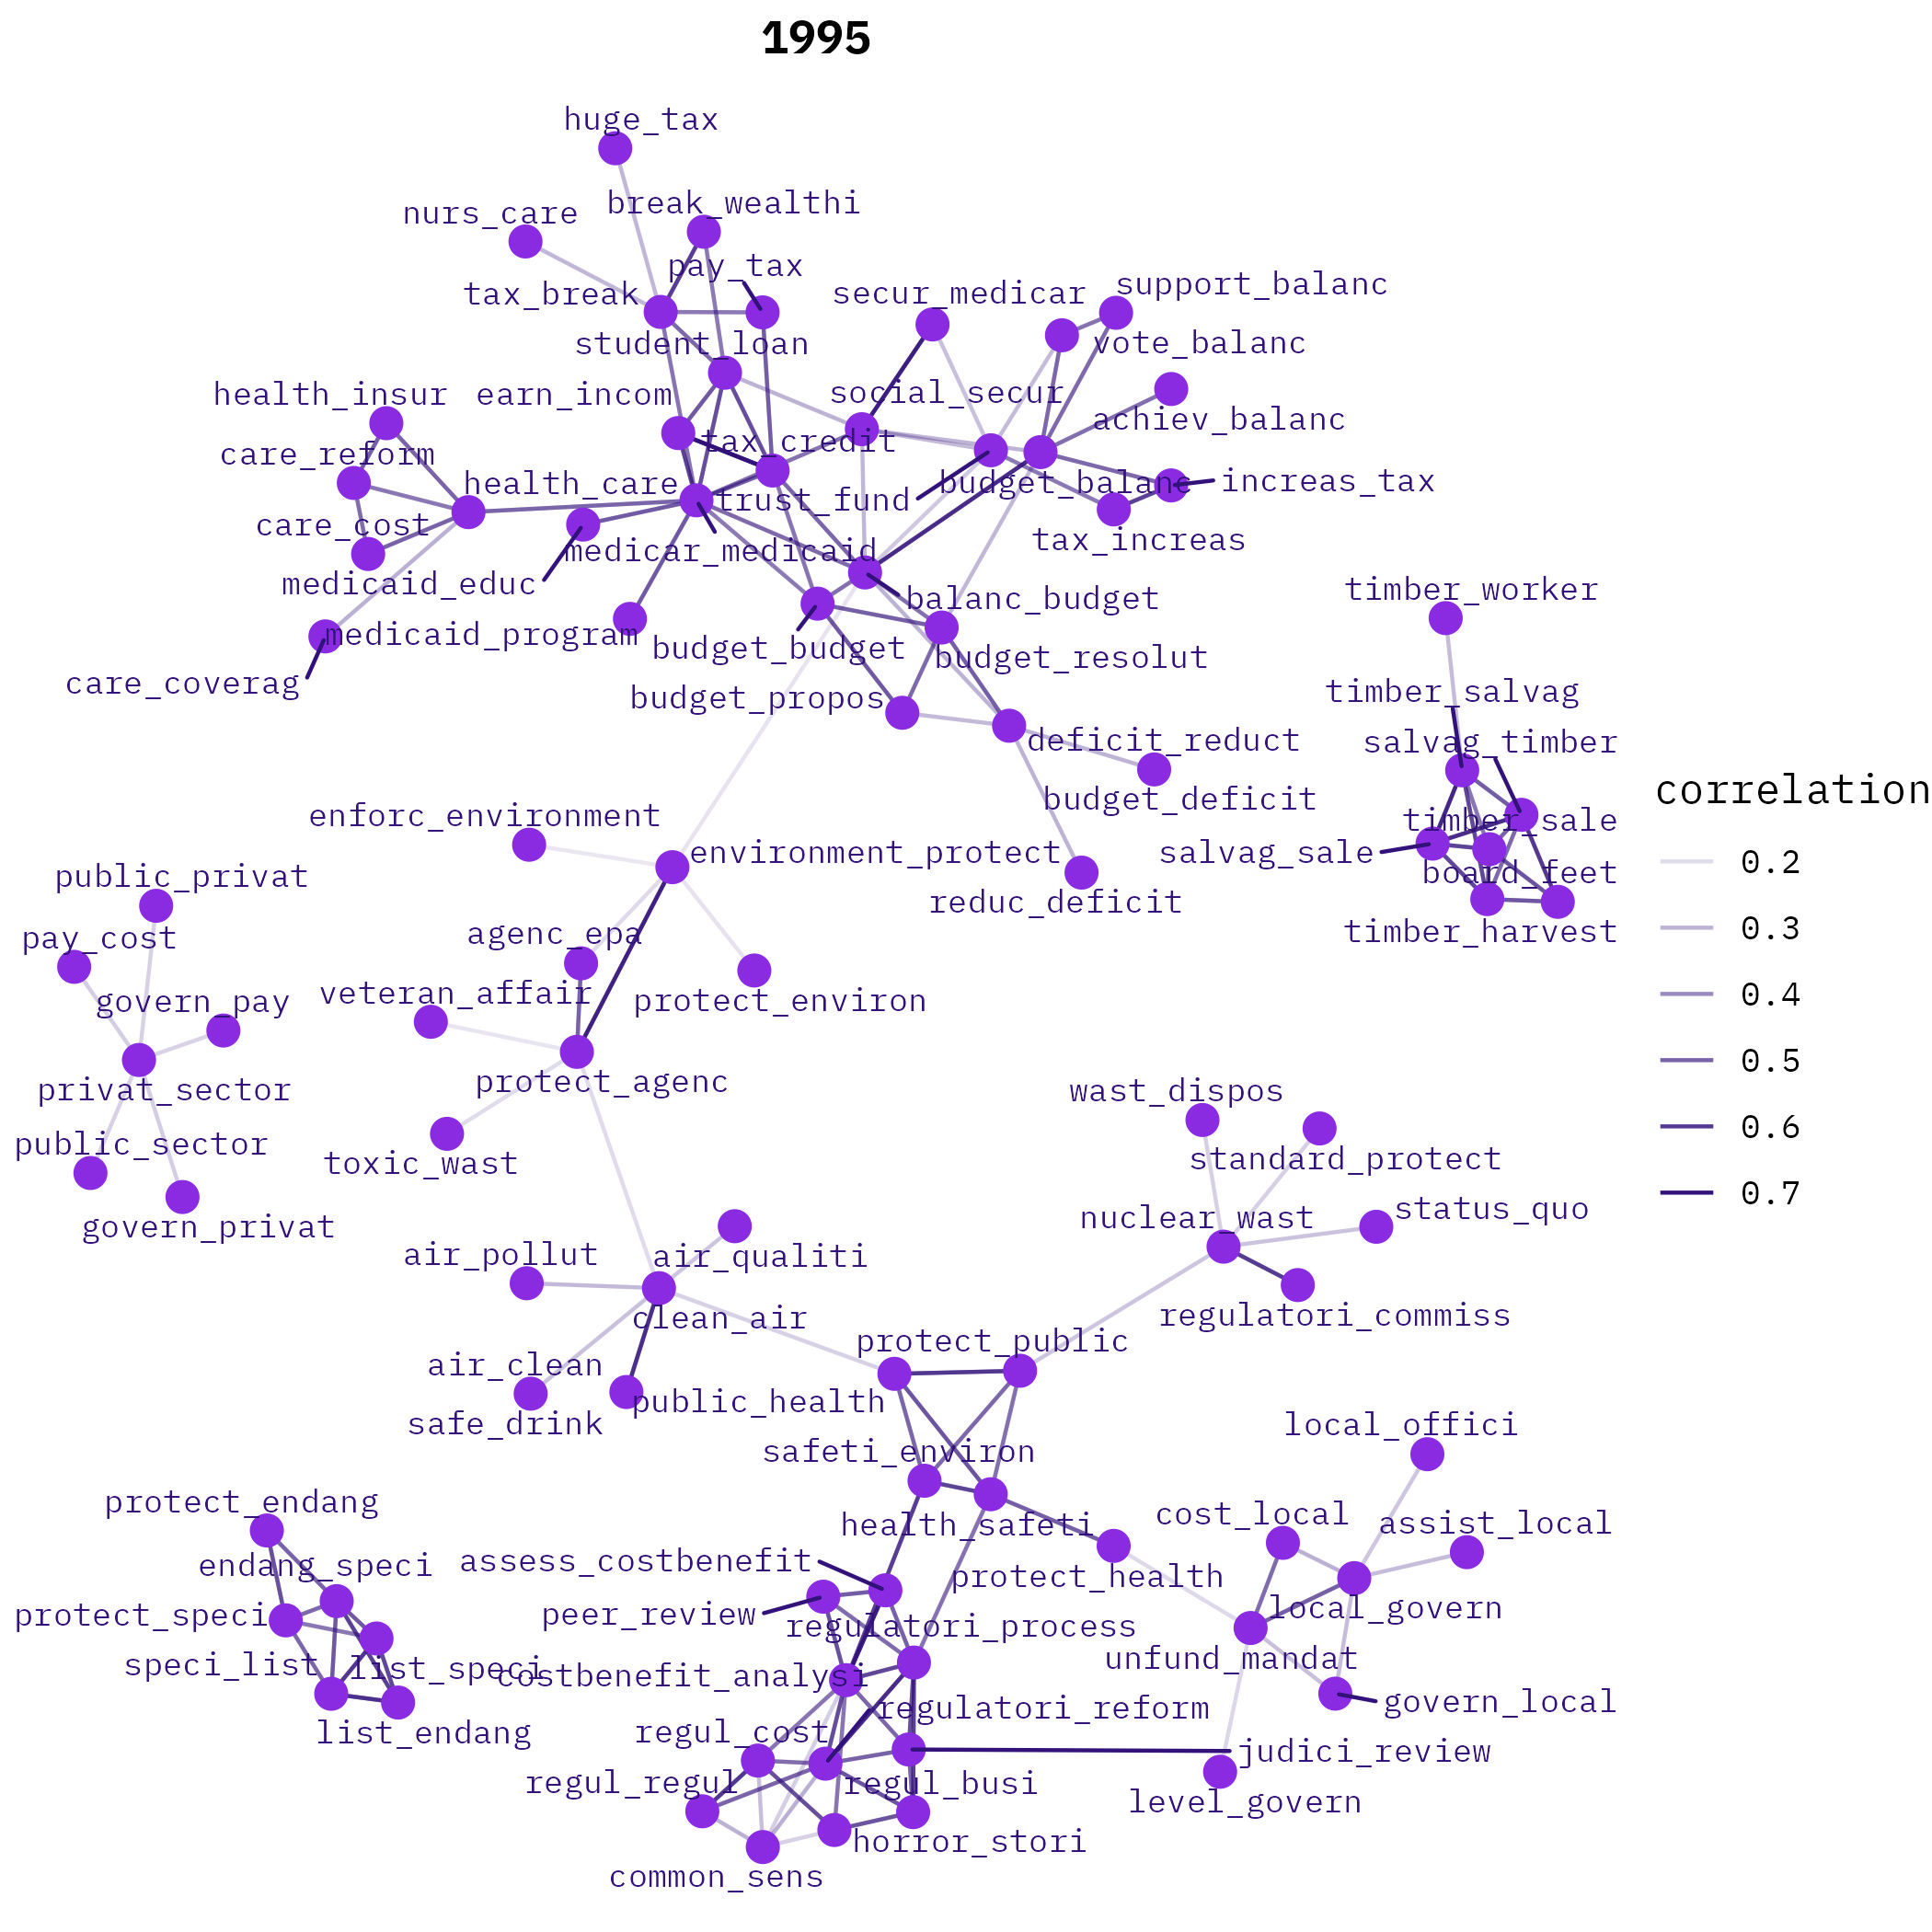 1995
huge_tax
nurs_care
break_wealthi
pay_tax
tax_break
secur_medicar
support_balanc
student_loan
vote_balanc
health_insur
earn_incom
social_secur
achiev_balanc
care_reform
tax_credit
health_care
trust_fund
budget_balanc
increas_tax
care_cost
medicar_medicaid
tax_increas
medicaid_educ
balanc_budget
timber_worker
medicaid_program
budget_budget
budget_resolut
care_coverag
budget_propos
timber_salvag
deficit_reduct
salvag_timber
correlation
budget_deficit
enforc_environment
timber_sale
environment_protect
salvag_sale
0.2
public_privat
board_feet
reduc_deficit
pay_cost
agenc_epa
timber_harvest
0.3
govern_pay
veteran_affair
protect_environ
0.4
privat_sector
protect_agenc
wast_dispos
0.5
public_sector
toxic_wast
standard_protect
0.6
govern_privat
nuclear_wast
status_quo
0.7
air_pollut
air_qualiti
clean_air
regulatori_commiss
protect_public
air_clean
public_health
safe_drink
safeti_environ
local_offici
protect_endang
health_safeti
cost_local
assist_local
endang_speci
assess_costbenefit
protect_health
protect_speci
peer_review
regulatori_process
local_govern
speci_list
list_speci
costbenefit_analysi
unfund_mandat
regul_cost
regulatori_reform
govern_local
list_endang
judici_review
regul_regul
regul_busi
level_govern
horror_stori
common_sens